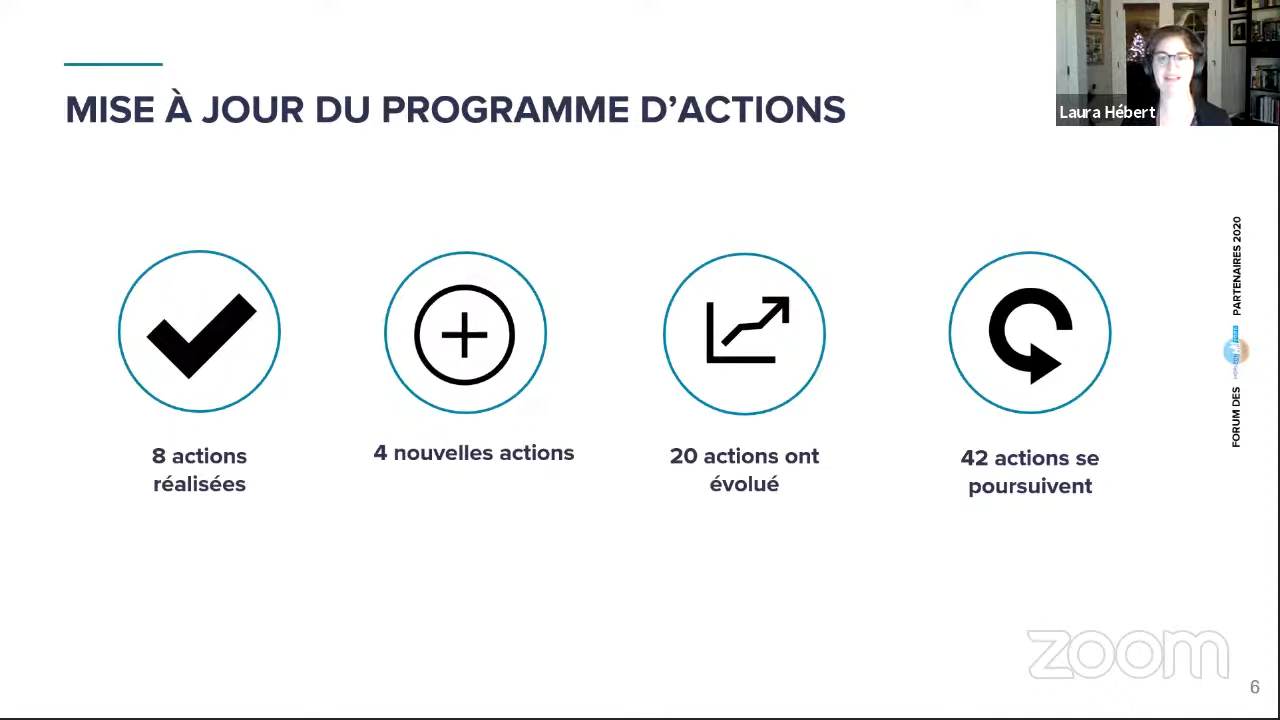 MISE À JOUR DU PROGRAMME D’ACTIONS
Laura Hébert
8 actions
réalisées
4 nouvelles actions
20 actions ont
évolué
42 actions se
poursuivent
FORUM DES
PARTENAIRES 2020
zoom
6